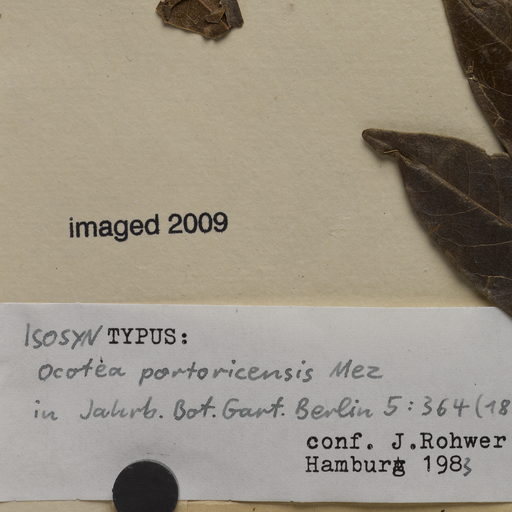 imaged 2009
ISOSYN TYPUS:
Ocotea portoricensis Mez
in Jahrb. Bot. Gart. Berlin 5: 364 (18
conf. J.Rohwer
Hamburg 1983